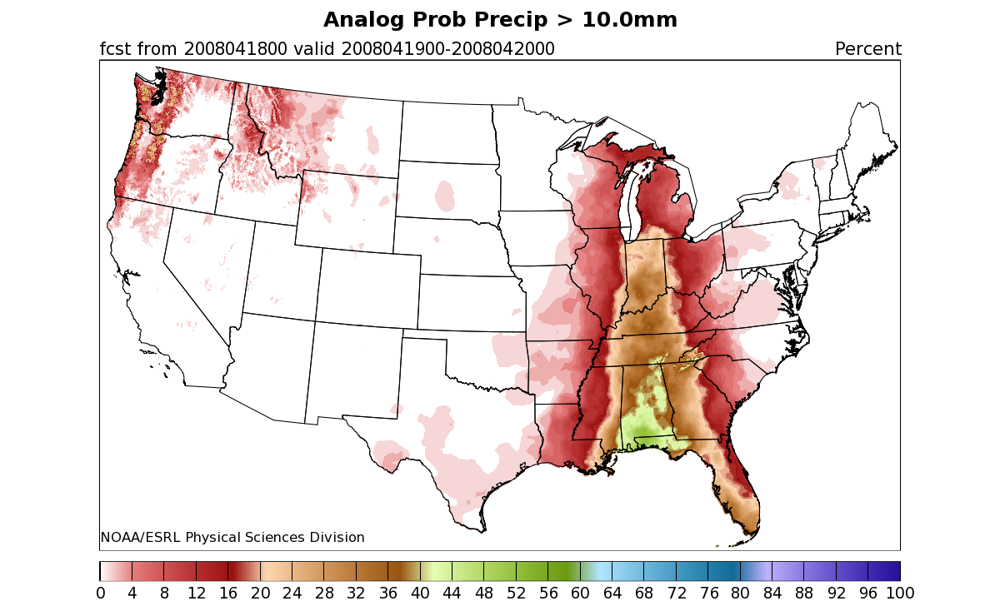 Analog Prob Precip > 10.0mm
fcst from 2008041800 valid 2008041900-2008042000 Percent
NOAA/ESRL Physical Sciences Division
0 4 8 12 16 20 24 28 32 36 40 44 48 52 56 60 64 68 72 76 80 84 88 92 96 100